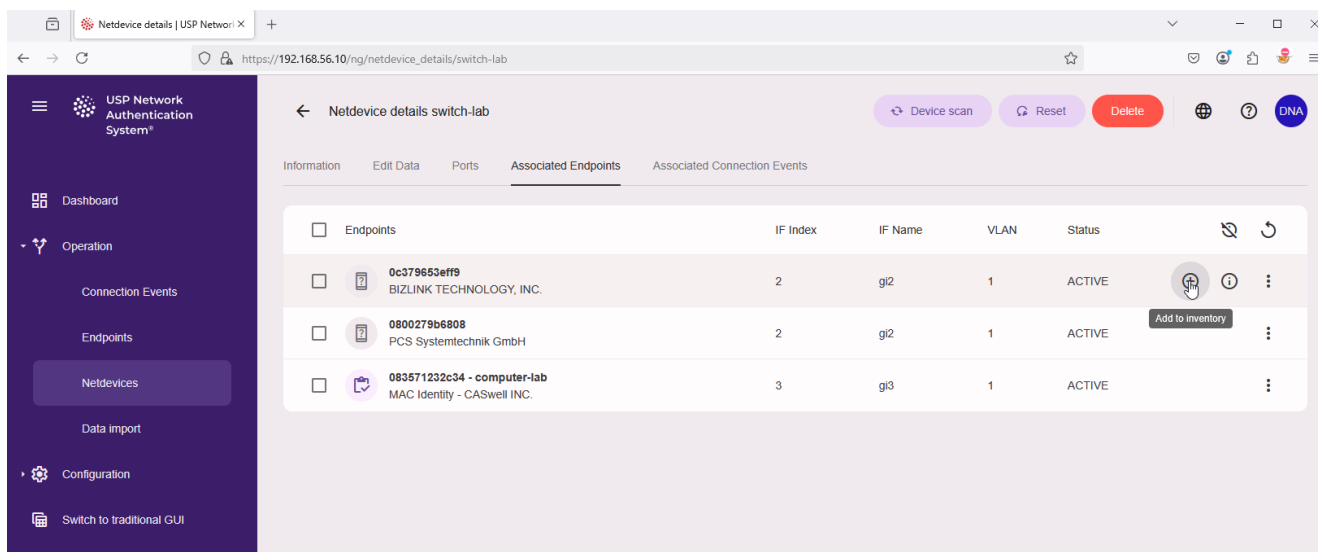 Netdevice details | USP Networ
https://192.168.56.10/ng/netdevice_details/switch-lab
USP Network
Authentication
System®
Netdevice details switch-lab
Device scan
Reset
Delete
DNA
Information
Edit Data
Ports
Associated Endpoints
Associated Connection Events
Dashboard
Operation
Connection Events
Endpoints
Netdevices
Data import
Configuration
Switch to traditional GUI
Endpoints
IF Index
IF Name
VLAN
Status
0c379653eff9
BIZLINK TECHNOLOGY, INC.
2
gi2
1
ACTIVE
Add to inventory
0800279b6808
PCS Systemtechnik GmbH
2
gi2
1
ACTIVE
083571232c34 - computer-lab
MAC Identity - CASwell INC.
3
gi3
1
ACTIVE